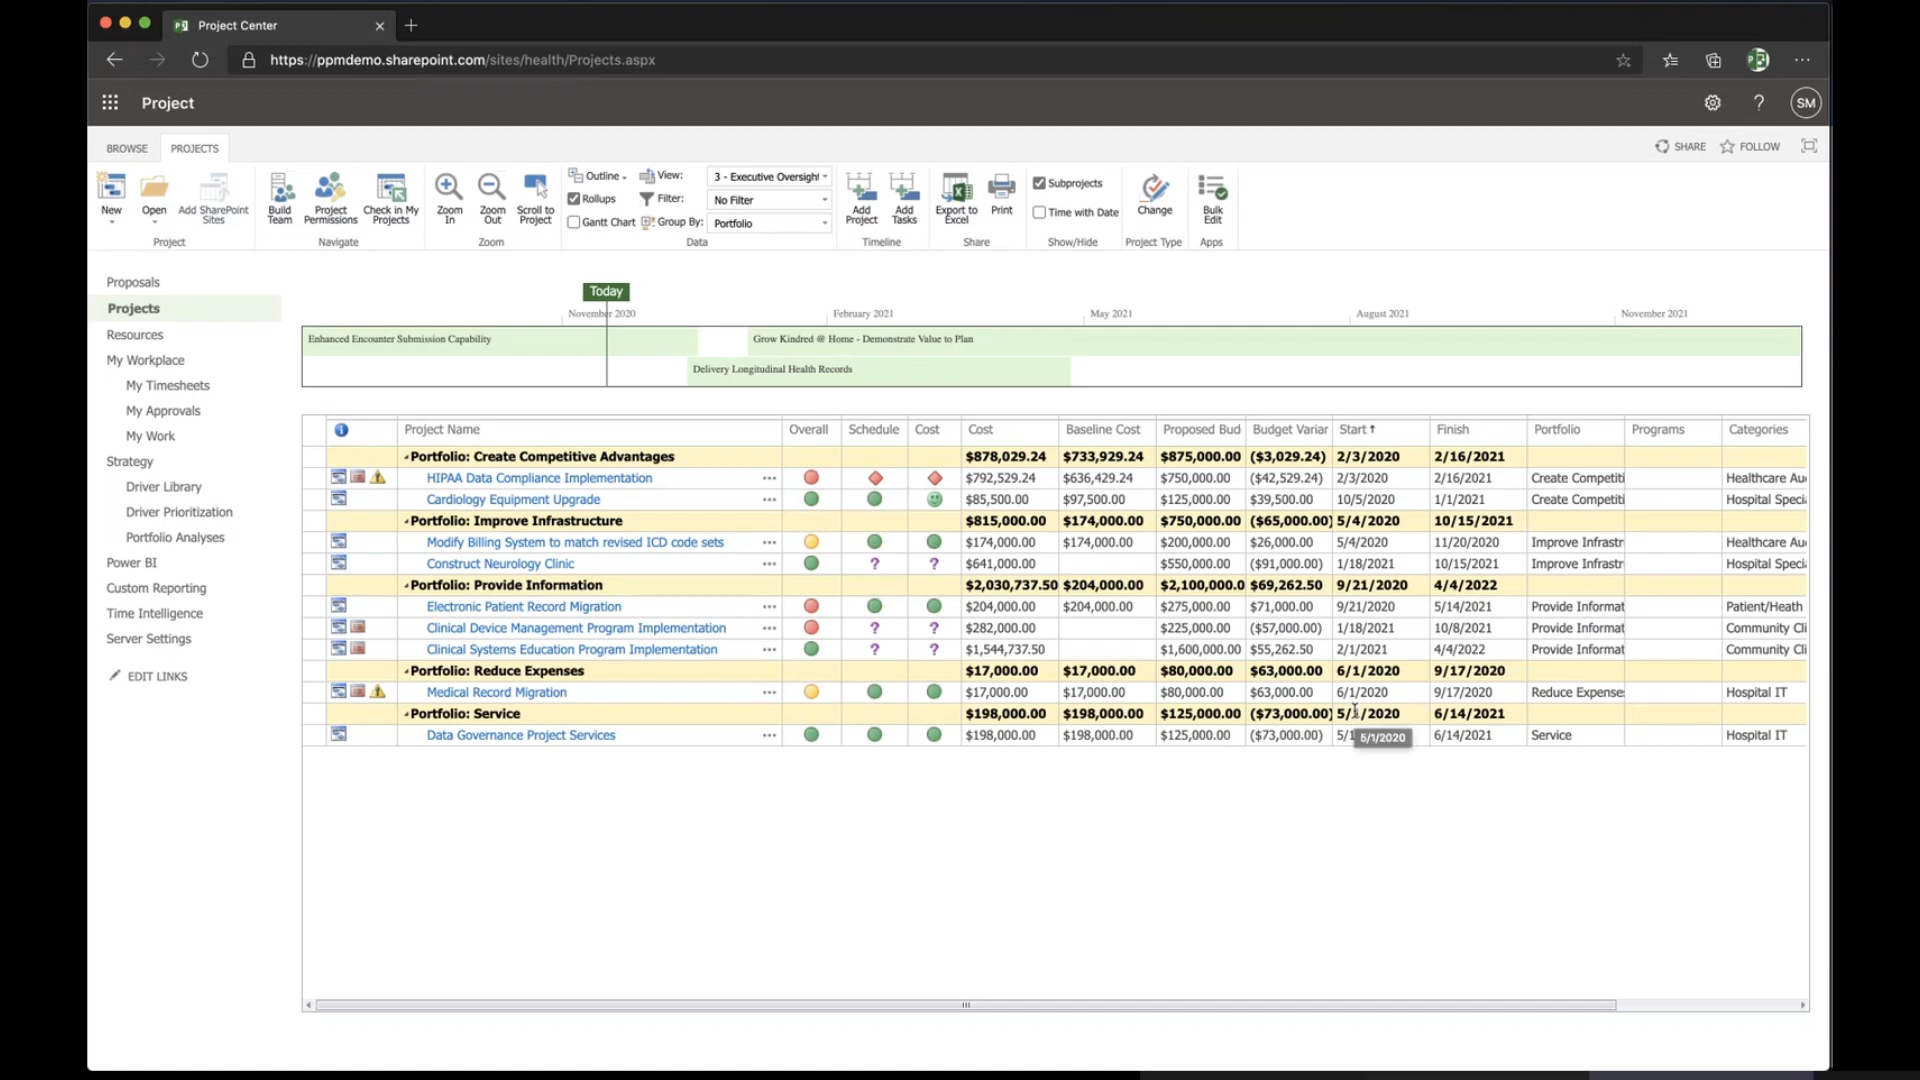 Project Center
https://ppmdemo.sharepoint.com/sites/health/Projects.aspx
Project
SM
BROWSE PROJECTS SHARE FOLLOW
New Open Add SharePoint Sites
Project
Build Team Project Permissions Check in My Projects
Navigate
Zoom In Zoom Out Scroll to Project
Zoom
Outline View: 3 - Executive Oversight
Rollups Filter: No Filter
Gantt Chart Group By: Portfolio
Data
Add Project Add Tasks
Timeline
Export to Excel Print
Share
Subprojects
Time with Date
Show/Hide
Change
Project Type
Bulk Edit
Apps
Proposals
Projects
Resources
My Workplace
My Timesheets
My Approvals
My Work
Strategy
Driver Library
Driver Prioritization
Portfolio Analyses
Power BI
Custom Reporting
Time Intelligence
Server Settings
EDIT LINKS
Today
November 2020 February 2021 May 2021 August 2021 November 2021
Enhanced Encounter Submission Capability Grow Kindred @ Home - Demonstrate Value to Plan
Delivery Longitudinal Health Records
Project Name Overall Schedule Cost Cost Baseline Cost Proposed Bud Budget Varian Start Finish Portfolio Programs Categories
Portfolio: Create Competitive Advantages $878,029.24 $733,929.24 $875,000.00 ($3,029.24) 2/3/2020 2/16/2021
HIPAA Data Compliance Implementation ... $792,529.24 $636,429.24 $750,000.00 ($42,529.24) 2/3/2020 2/16/2021 Create Competiti Healthcare Au
Cardiology Equipment Upgrade ... $85,500.00 $97,500.00 $125,000.00 $39,500.00 10/5/2020 1/1/2021 Create Competiti Hospital Speci
Portfolio: Improve Infrastructure $815,000.00 $174,000.00 $750,000.00 ($65,000.00) 5/4/2020 10/15/2021
Modify Billing System to match revised ICD code sets ... $174,000.00 $174,000.00 $200,000.00 $26,000.00 5/4/2020 11/20/2020 Improve Infrastr Healthcare Au
Construct Neurology Clinic ... ? ? $641,000.00 $550,000.00 ($91,000.00) 1/18/2021 10/15/2021 Improve Infrastr Hospital Speci
Portfolio: Provide Information $2,030,737.50 $204,000.00 $2,100,000.0 $69,262.50 9/21/2020 4/4/2022
Electronic Patient Record Migration ... $204,000.00 $204,000.00 $275,000.00 $71,000.00 9/21/2020 5/14/2021 Provide Informat Patient/Heath
Clinical Device Management Program Implementation ... ? ? $282,000.00 $225,000.00 ($57,000.00) 1/18/2021 10/8/2021 Provide Informat Community Cli
Clinical Systems Education Program Implementation ... ? ? $1,544,737.50 $1,600,000.00 $55,262.50 2/1/2021 4/4/2022 Provide Informat Community Cli
Portfolio: Reduce Expenses $17,000.00 $17,000.00 $80,000.00 $63,000.00 6/1/2020 9/17/2020
Medical Record Migration ... $17,000.00 $17,000.00 $80,000.00 $63,000.00 6/1/2020 9/17/2020 Reduce Expenses Hospital IT
Portfolio: Service $198,000.00 $198,000.00 $125,000.00 ($73,000.00) 5/1/2020 6/14/2021
Data Governance Project Services ... $198,000.00 $198,000.00 $125,000.00 ($73,000.00) 5/1 6/14/2021 Service Hospital IT
5/1/2020